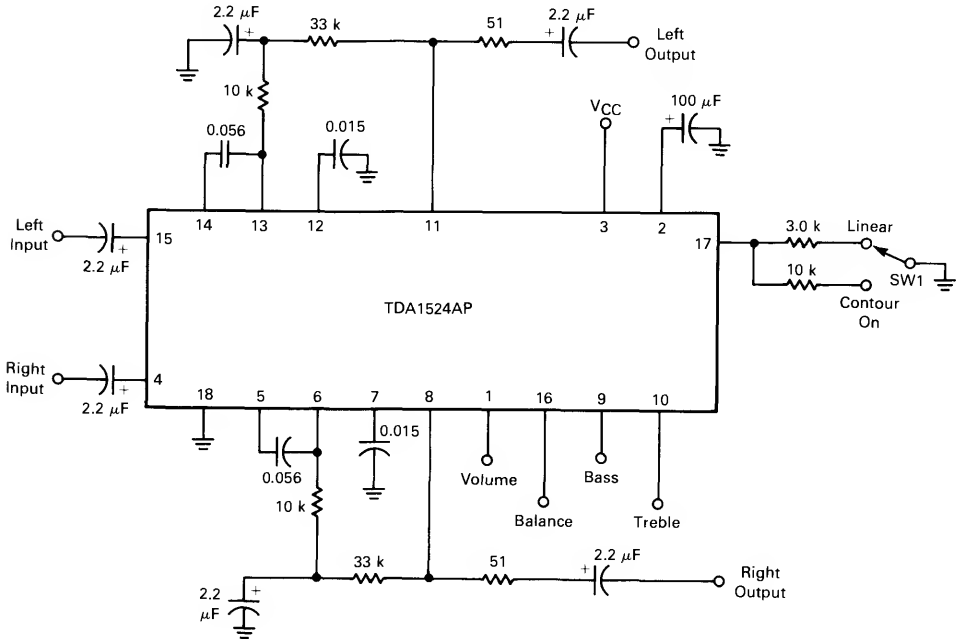 2.2 μF
+
33 k
51
2.2 μF
+
Left
Output
10 k
VCC
100 μF
+
0.056
0.015
14
13
12
11
3
2
Left
Input
+
2.2 μF
15
17
3.0 k
Linear
10 k
SW1
Contour
On
TDA1524AP
Right
Input
+
2.2 μF
4
18
5
6
7
8
1
16
9
10
0.015
0.056
Volume
Bass
10 k
Balance
Treble
33 k
51
2.2 μF
+
2.2
μF
+
Right
Output